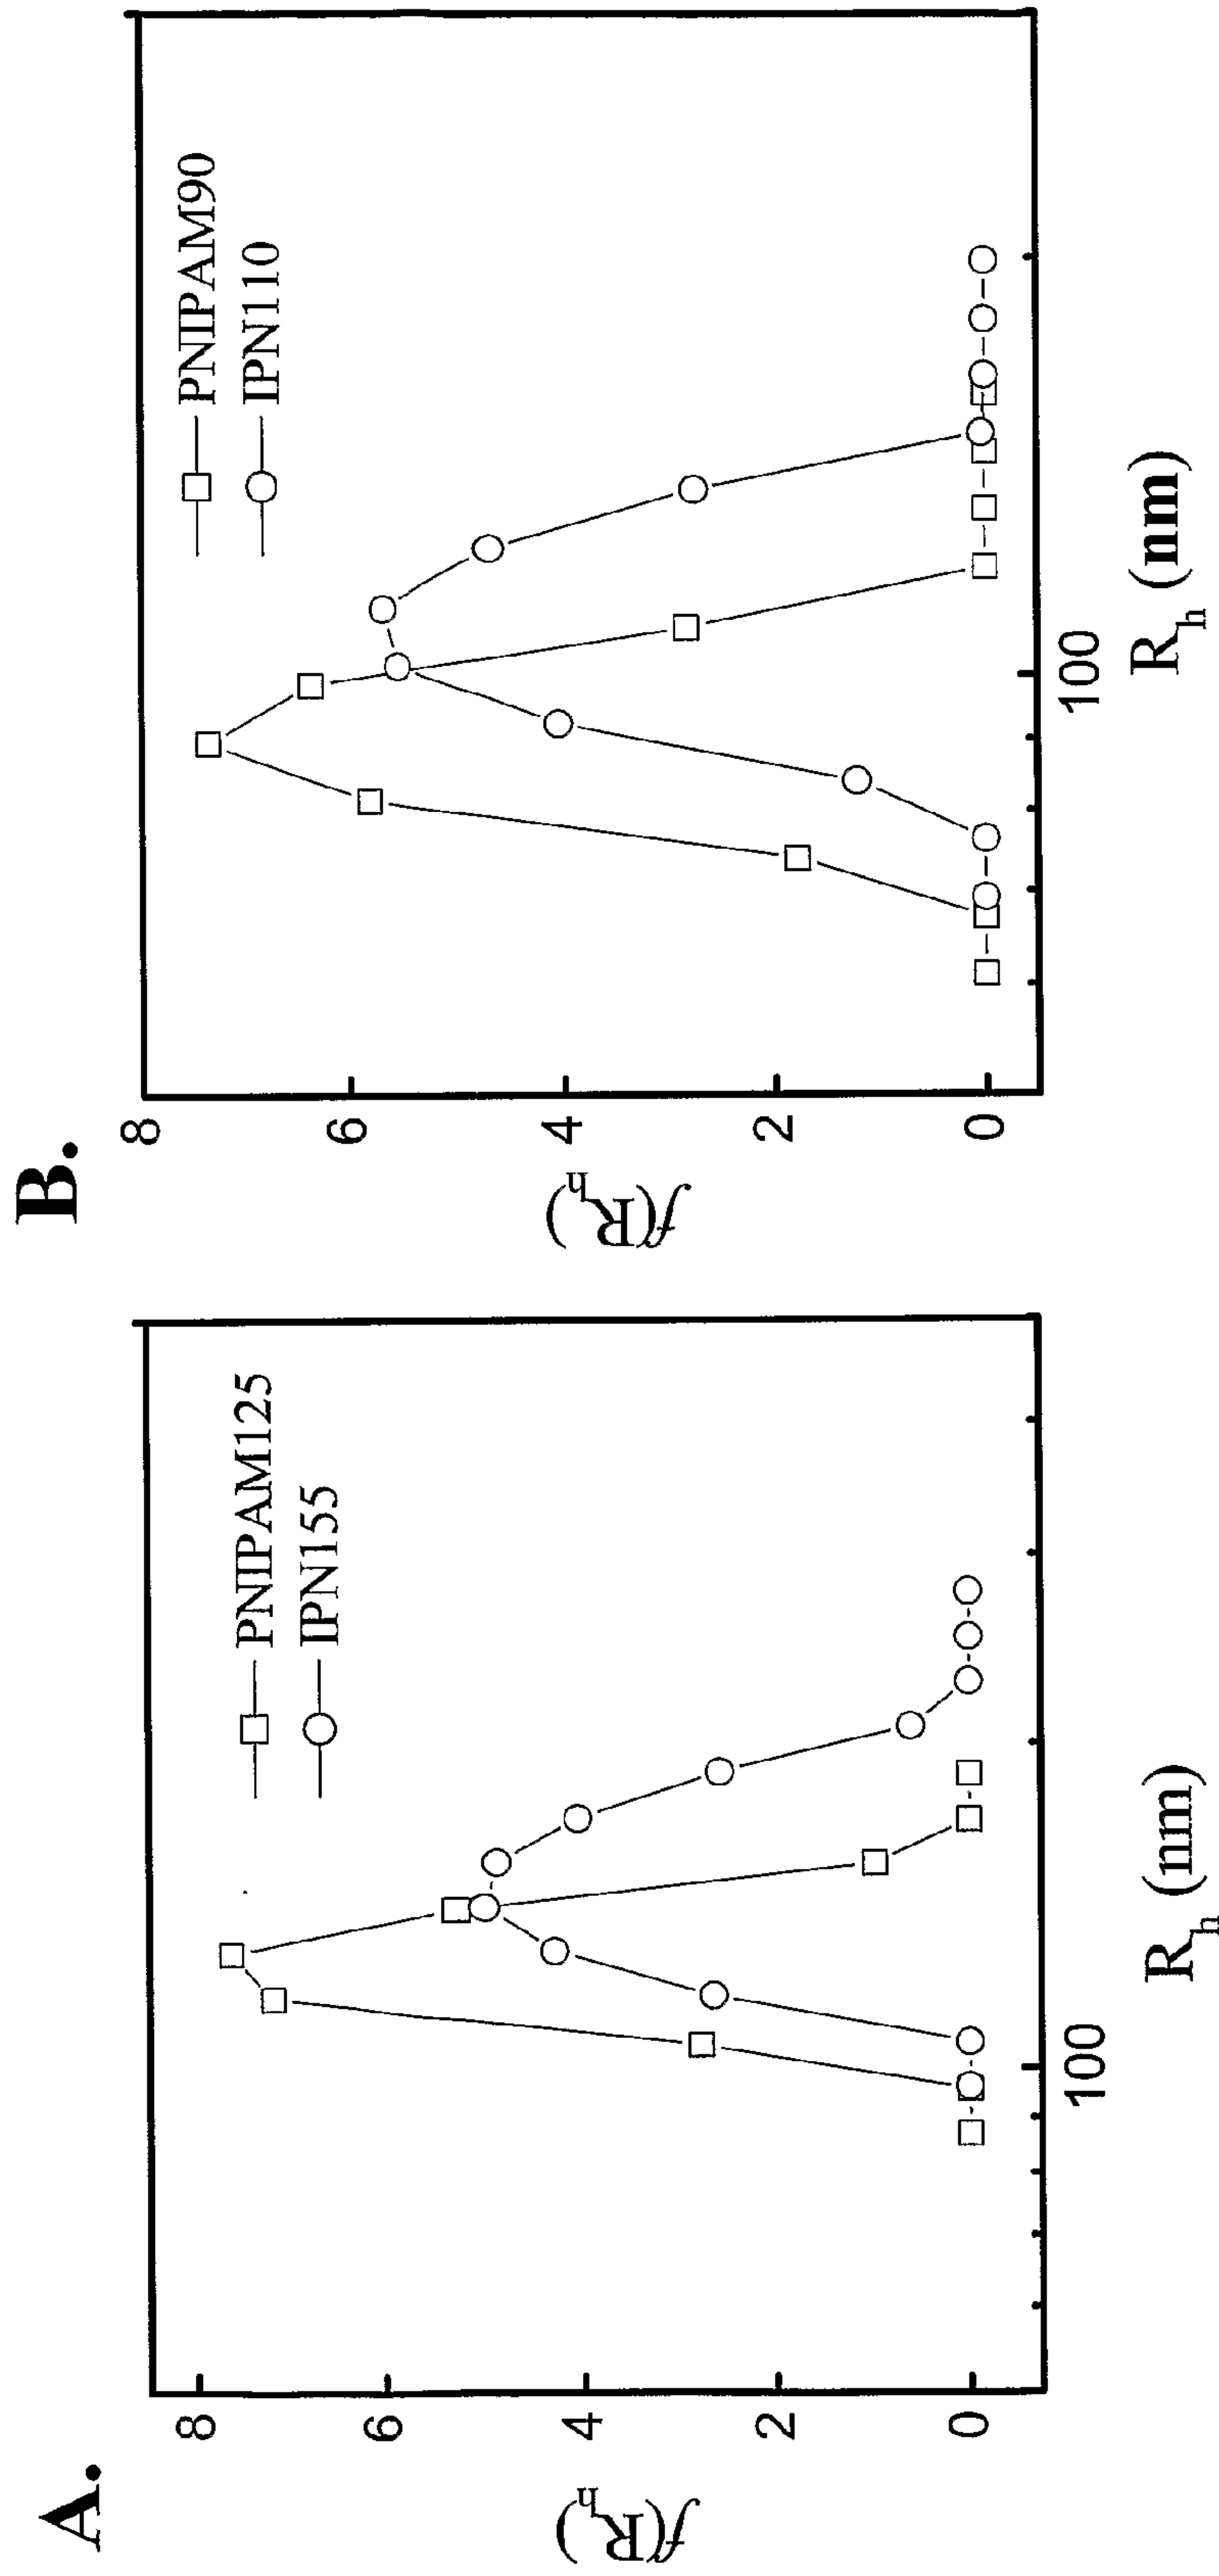 A.
f(Rh)
8
6
4
2
0
PNIPAM125
IPN155
100
Rh (nm)
B.
f(Rh)
8
6
4
2
0
PNIPAM90
IPN110
100
Rh (nm)